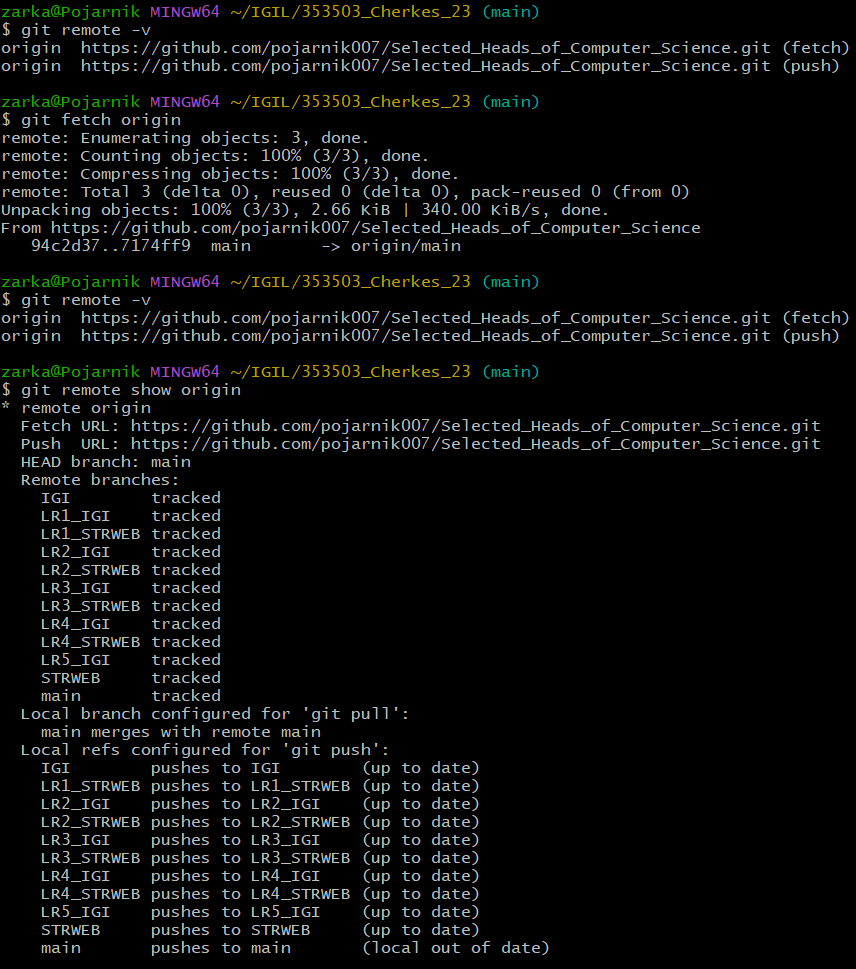 zarka@Pojarnik MINGW64 ~/IGIL/353503_Cherkes_23 (main)
$ git remote -v
origin  https://github.com/pojarnik007/Selected_Heads_of_Computer_Science.git (fetch)
origin  https://github.com/pojarnik007/Selected_Heads_of_Computer_Science.git (push)

zarka@Pojarnik MINGW64 ~/IGIL/353503_Cherkes_23 (main)
$ git fetch origin
remote: Enumerating objects: 3, done.
remote: Counting objects: 100% (3/3), done.
remote: Compressing objects: 100% (3/3), done.
remote: Total 3 (delta 0), reused 0 (delta 0), pack-reused 0 (from 0)
Unpacking objects: 100% (3/3), 2.66 KiB | 340.00 KiB/s, done.
From https://github.com/pojarnik007/Selected_Heads_of_Computer_Science
   94c2d37..7174ff9  main       -> origin/main

zarka@Pojarnik MINGW64 ~/IGIL/353503_Cherkes_23 (main)
$ git remote -v
origin  https://github.com/pojarnik007/Selected_Heads_of_Computer_Science.git (fetch)
origin  https://github.com/pojarnik007/Selected_Heads_of_Computer_Science.git (push)

zarka@Pojarnik MINGW64 ~/IGIL/353503_Cherkes_23 (main)
$ git remote show origin
* remote origin
  Fetch URL: https://github.com/pojarnik007/Selected_Heads_of_Computer_Science.git
  Push  URL: https://github.com/pojarnik007/Selected_Heads_of_Computer_Science.git
  HEAD branch: main
  Remote branches:
    IGI        tracked
    LR1_IGI    tracked
    LR1_STRWEB tracked
    LR2_IGI    tracked
    LR2_STRWEB tracked
    LR3_IGI    tracked
    LR3_STRWEB tracked
    LR4_IGI    tracked
    LR4_STRWEB tracked
    LR5_IGI    tracked
    STRWEB     tracked
    main       tracked
  Local branch configured for 'git pull':
    main merges with remote main
  Local refs configured for 'git push':
    IGI        pushes to IGI        (up to date)
    LR1_STRWEB pushes to LR1_STRWEB (up to date)
    LR2_IGI    pushes to LR2_IGI    (up to date)
    LR2_STRWEB pushes to LR2_STRWEB (up to date)
    LR3_IGI    pushes to LR3_IGI    (up to date)
    LR3_STRWEB pushes to LR3_STRWEB (up to date)
    LR4_IGI    pushes to LR4_IGI    (up to date)
    LR4_STRWEB pushes to LR4_STRWEB (up to date)
    LR5_IGI    pushes to LR5_IGI    (up to date)
    STRWEB     pushes to STRWEB     (up to date)
    main       pushes to main       (local out of date)